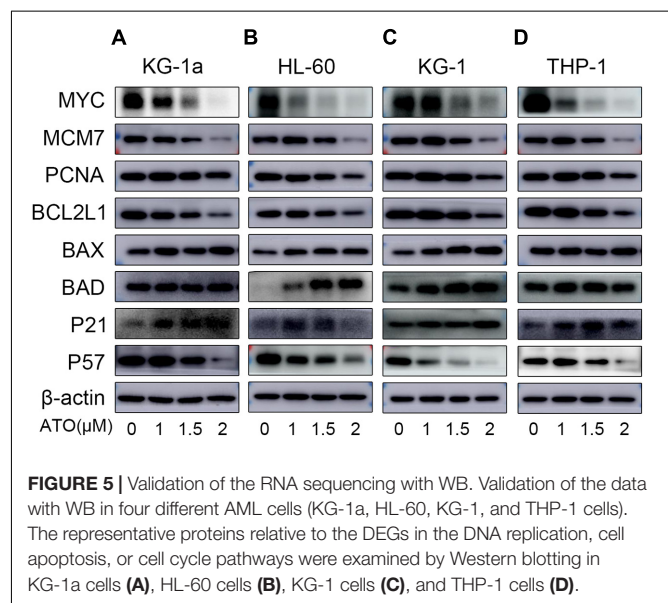 A B C D
KG-1a HL-60 KG-1 THP-1
MYC
MCM7
PCNA
BCL2L1
BAX
BAD
P21
P57
β-actin
ATO(μM) 0 1 1.5 2 0 1 1.5 2 0 1 1.5 2 0 1 1.5 2
FIGURE 5 | Validation of the RNA sequencing with WB. Validation of the data
with WB in four different AML cells (KG-1a, HL-60, KG-1, and THP-1 cells).
The representative proteins relative to the DEGs in the DNA replication, cell
apoptosis, or cell cycle pathways were examined by Western blotting in
KG-1a cells (A), HL-60 cells (B), KG-1 cells (C), and THP-1 cells (D).